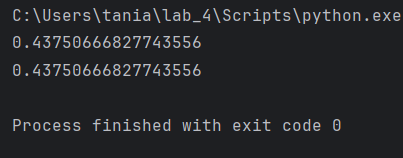 C:\Users\tania\lab_4\Scripts\python.exe
0.43750666827743556
0.43750666827743556
Process finished with exit code 0